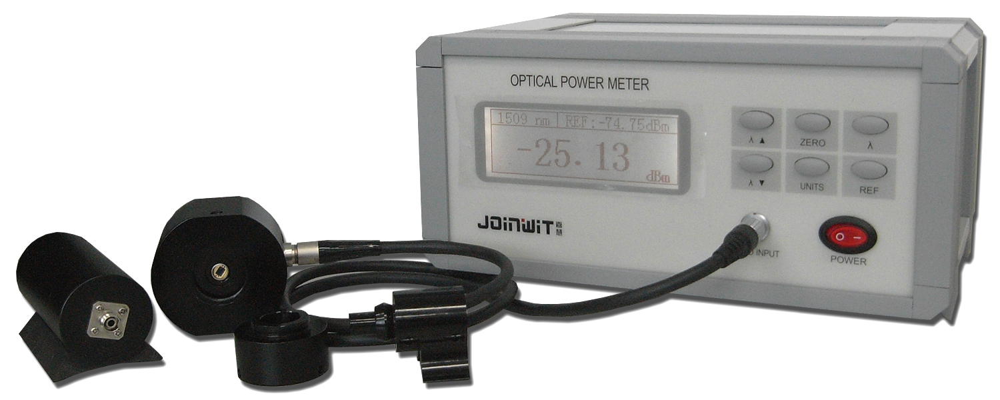 OPTICAL POWER METER
1509 nm REF:-74.75dBm
-25.13
dBm
λ ▲ ZERO λ
λ ▼ UNITS REF
JOINWIT
INPUT
POWER